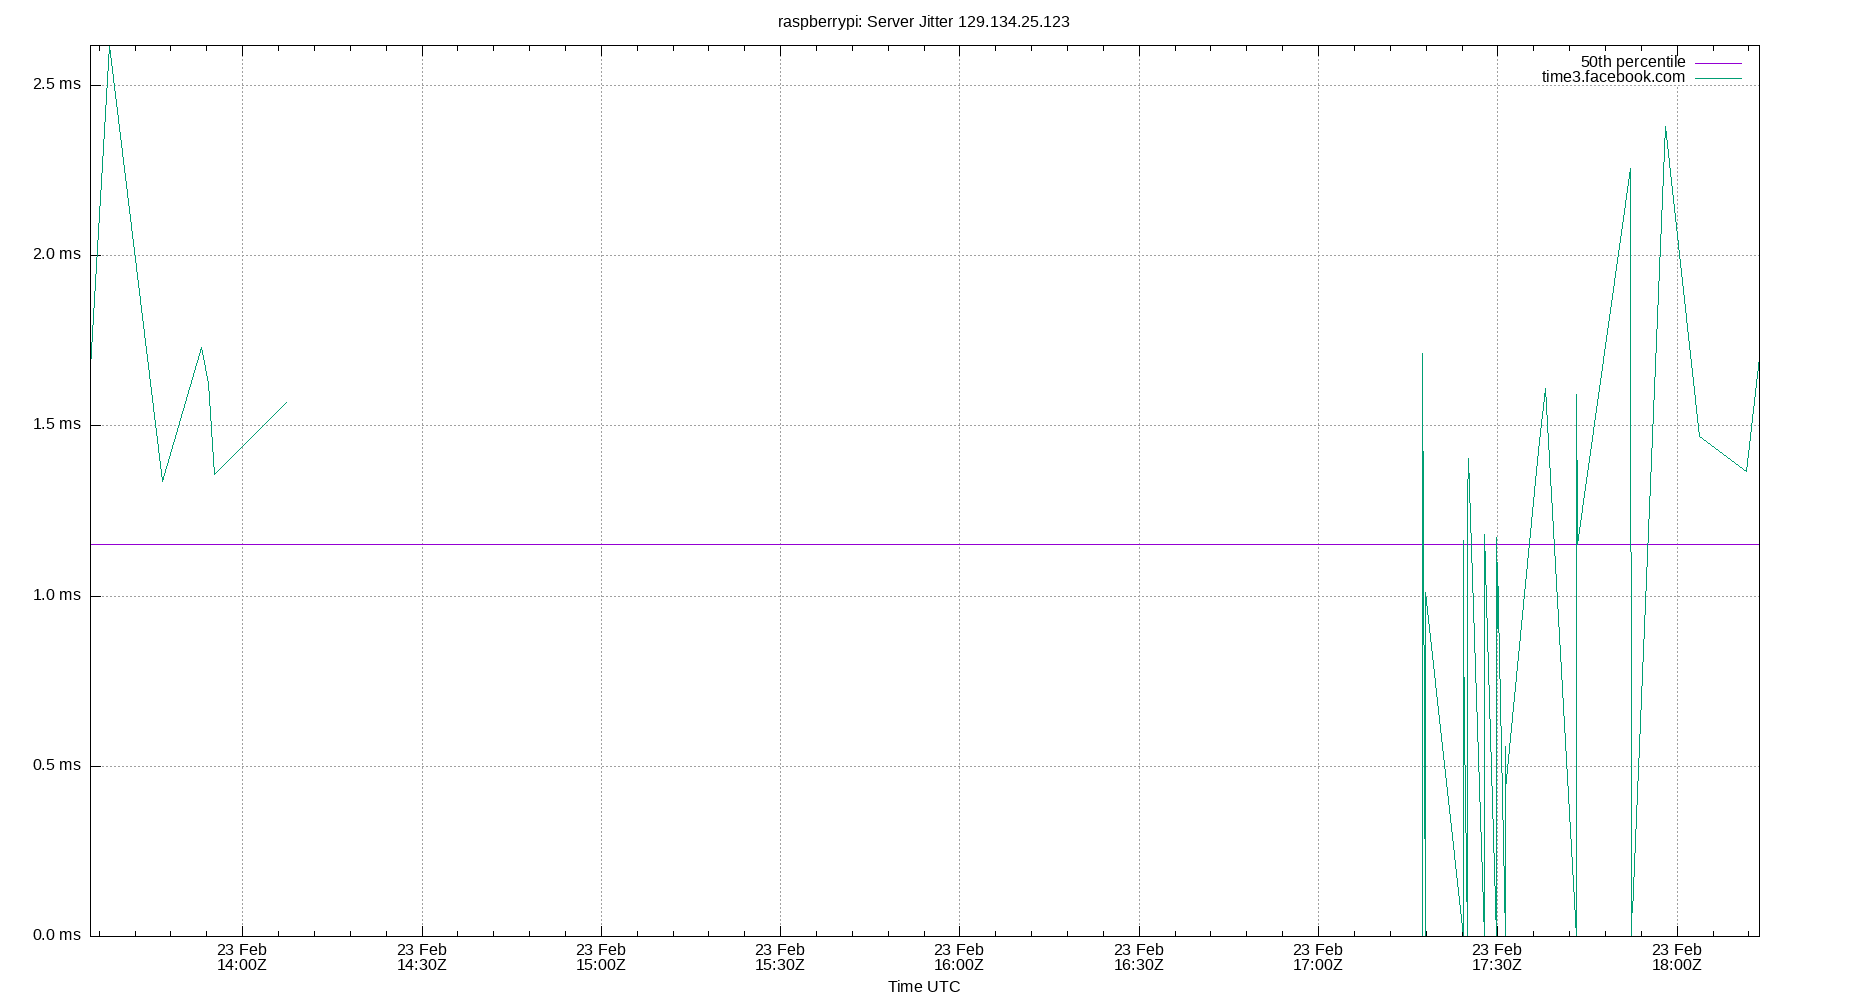 raspberrypi: Server Jitter 129.134.25.123
50th percentile
time3.facebook.com
2.5 ms
2.0 ms
1.5 ms
1.0 ms
0.5 ms
0.0 ms
23 Feb 23 Feb 23 Feb 23 Feb 23 Feb 23 Feb 23 Feb 23 Feb 23 Feb
14:00Z 14:30Z 15:00Z 15:30Z 16:00Z 16:30Z 17:00Z 17:30Z 18:00Z
Time UTC